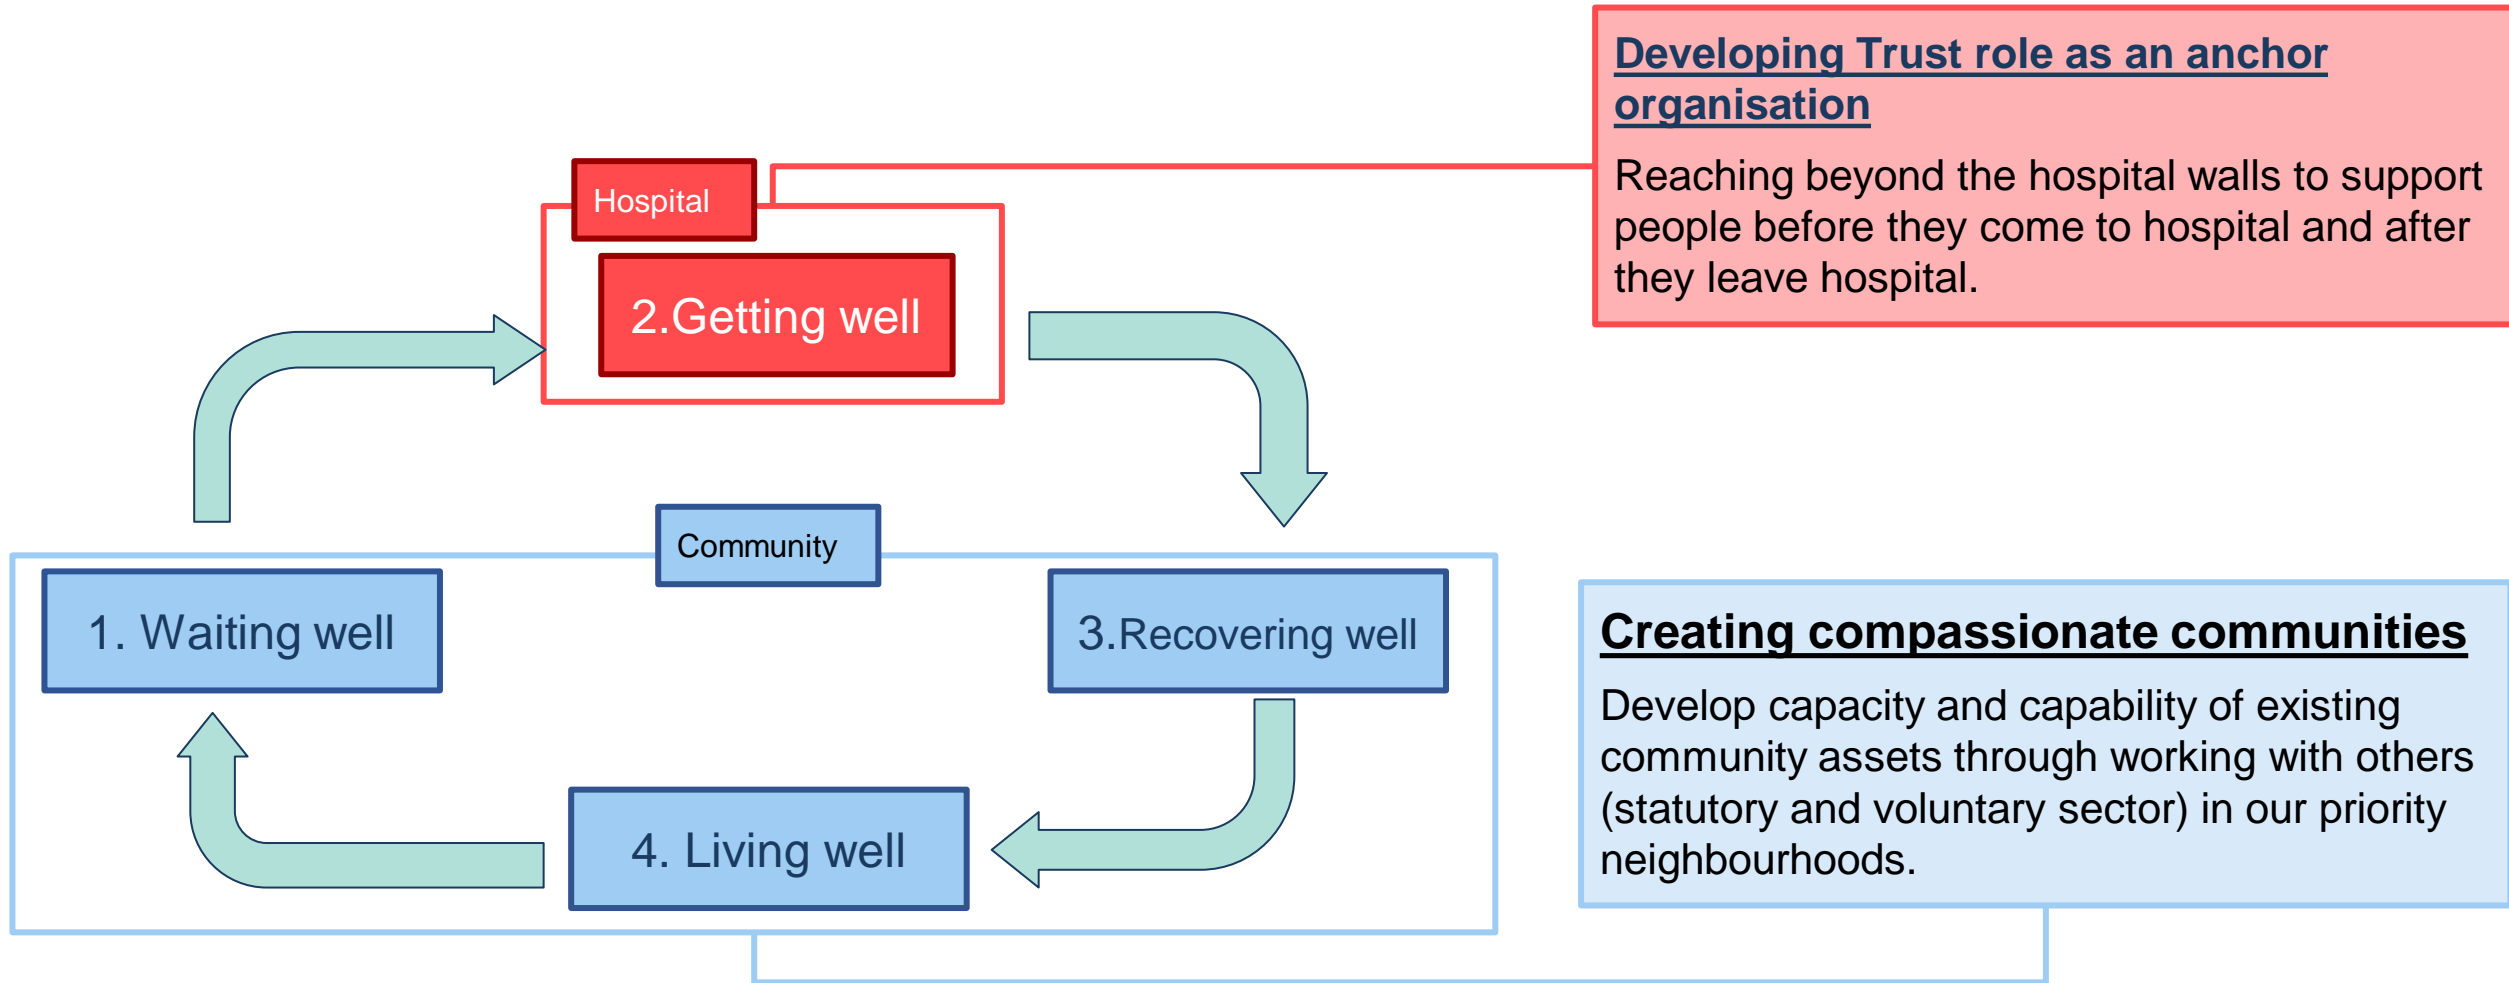 Developing Trust role as an anchor
organisation
Reaching beyond the hospital walls to support
people before they come to hospital and after
they leave hospital.
Hospital
2.Getting well
Community
1. Waiting well
3.Recovering well
4. Living well
Creating compassionate communities
Develop capacity and capability of existing
community assets through working with others
(statutory and voluntary sector) in our priority
neighbourhoods.